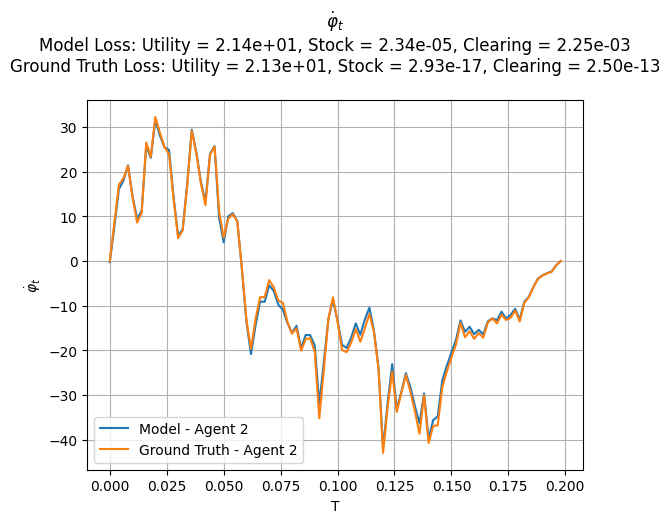 φ̇ₜ
Model Loss: Utility = 2.14e+01, Stock = 2.34e-05, Clearing = 2.25e-03
Ground Truth Loss: Utility = 2.13e+01, Stock = 2.93e-17, Clearing = 2.50e-13
30
20
10
0
−10
−20
−30
−40
φ̇ₜ
Model - Agent 2
Ground Truth - Agent 2
0.000 0.025 0.050 0.075 0.100 0.125 0.150 0.175 0.200
T